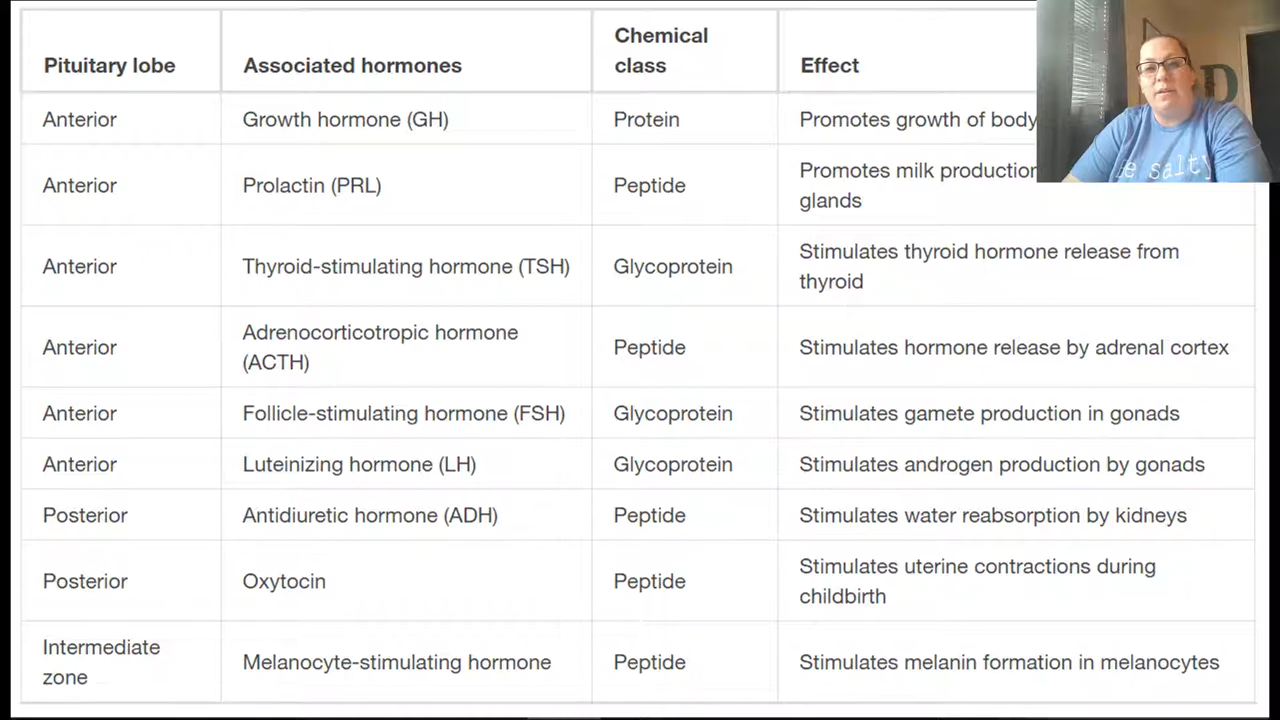 Pituitary lobe Associated hormones Chemical class Effect
Anterior Growth hormone (GH) Protein Promotes growth of body
Anterior Prolactin (PRL) Peptide Promotes milk production
glands
Anterior Thyroid-stimulating hormone (TSH) Glycoprotein Stimulates thyroid hormone release from
thyroid
Anterior Adrenocorticotropic hormone
(ACTH) Peptide Stimulates hormone release by adrenal cortex
Anterior Follicle-stimulating hormone (FSH) Glycoprotein Stimulates gamete production in gonads
Anterior Luteinizing hormone (LH) Glycoprotein Stimulates androgen production by gonads
Posterior Antidiuretic hormone (ADH) Peptide Stimulates water reabsorption by kidneys
Posterior Oxytocin Peptide Stimulates uterine contractions during
childbirth
Intermediate
zone Melanocyte-stimulating hormone Peptide Stimulates melanin formation in melanocytes
D
salty